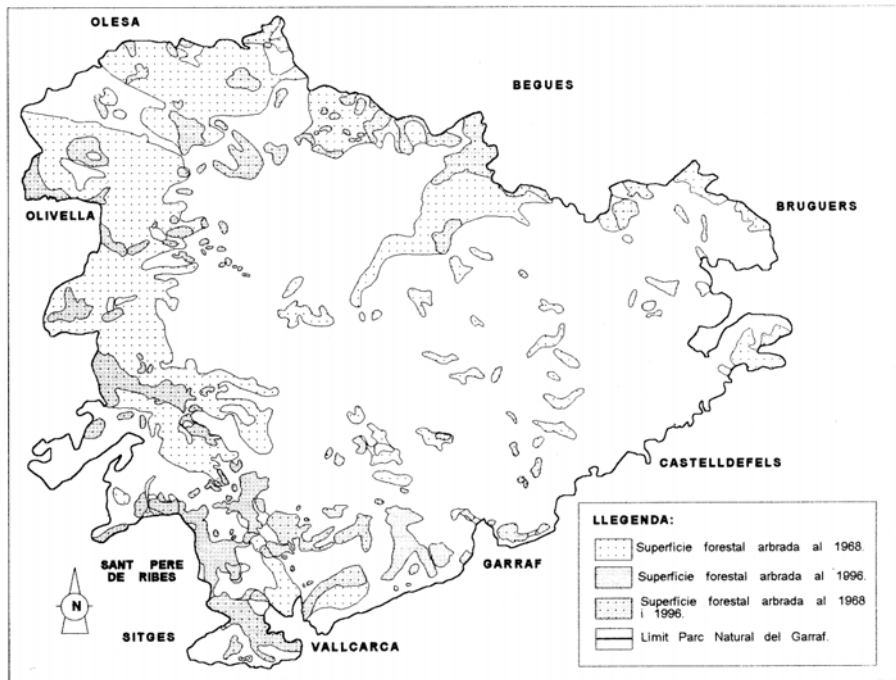 OLESA
BEGUES
BRUGUERS
OLIVELLA
CASTELLDEFELS
GARRAF
SANT PERE
DE RIBES
N
SITGES
VALLCARCA
LLEGENDA:
Superfície forestal arbrada al 1968.
Superfície forestal arbrada al 1996.
Superfície forestal arbrada al 1968
i 1996.
Límit Parc Natural del Garraf.